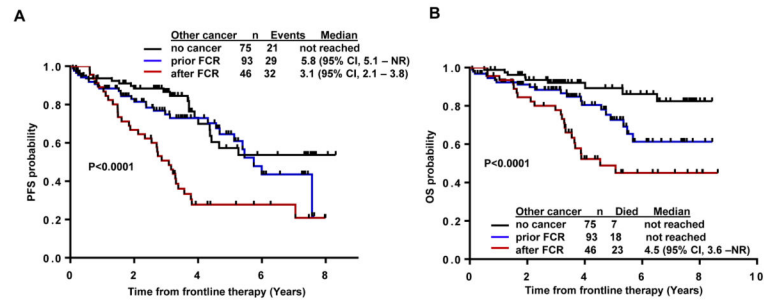 A
Other cancer n Events Median
no cancer 75 21 not reached
prior FCR 93 29 5.8 (95% CI, 5.1 – NR)
after FCR 46 32 3.1 (95% CI, 2.1 – 3.8)
1.0
0.8
0.6
0.4
0.2
0.0
PFS probability
P<0.0001
0 2 4 6 8 10
Time from frontline therapy (Years)
B
1.0
0.8
0.6
0.4
0.2
0.0
OS probability
P<0.0001
Other cancer n Died Median
no cancer 75 7 not reached
prior FCR 93 18 not reached
after FCR 46 23 4.5 (95% CI, 3.6 –NR)
0 2 4 6 8 10
Time from frontline therapy (Years)